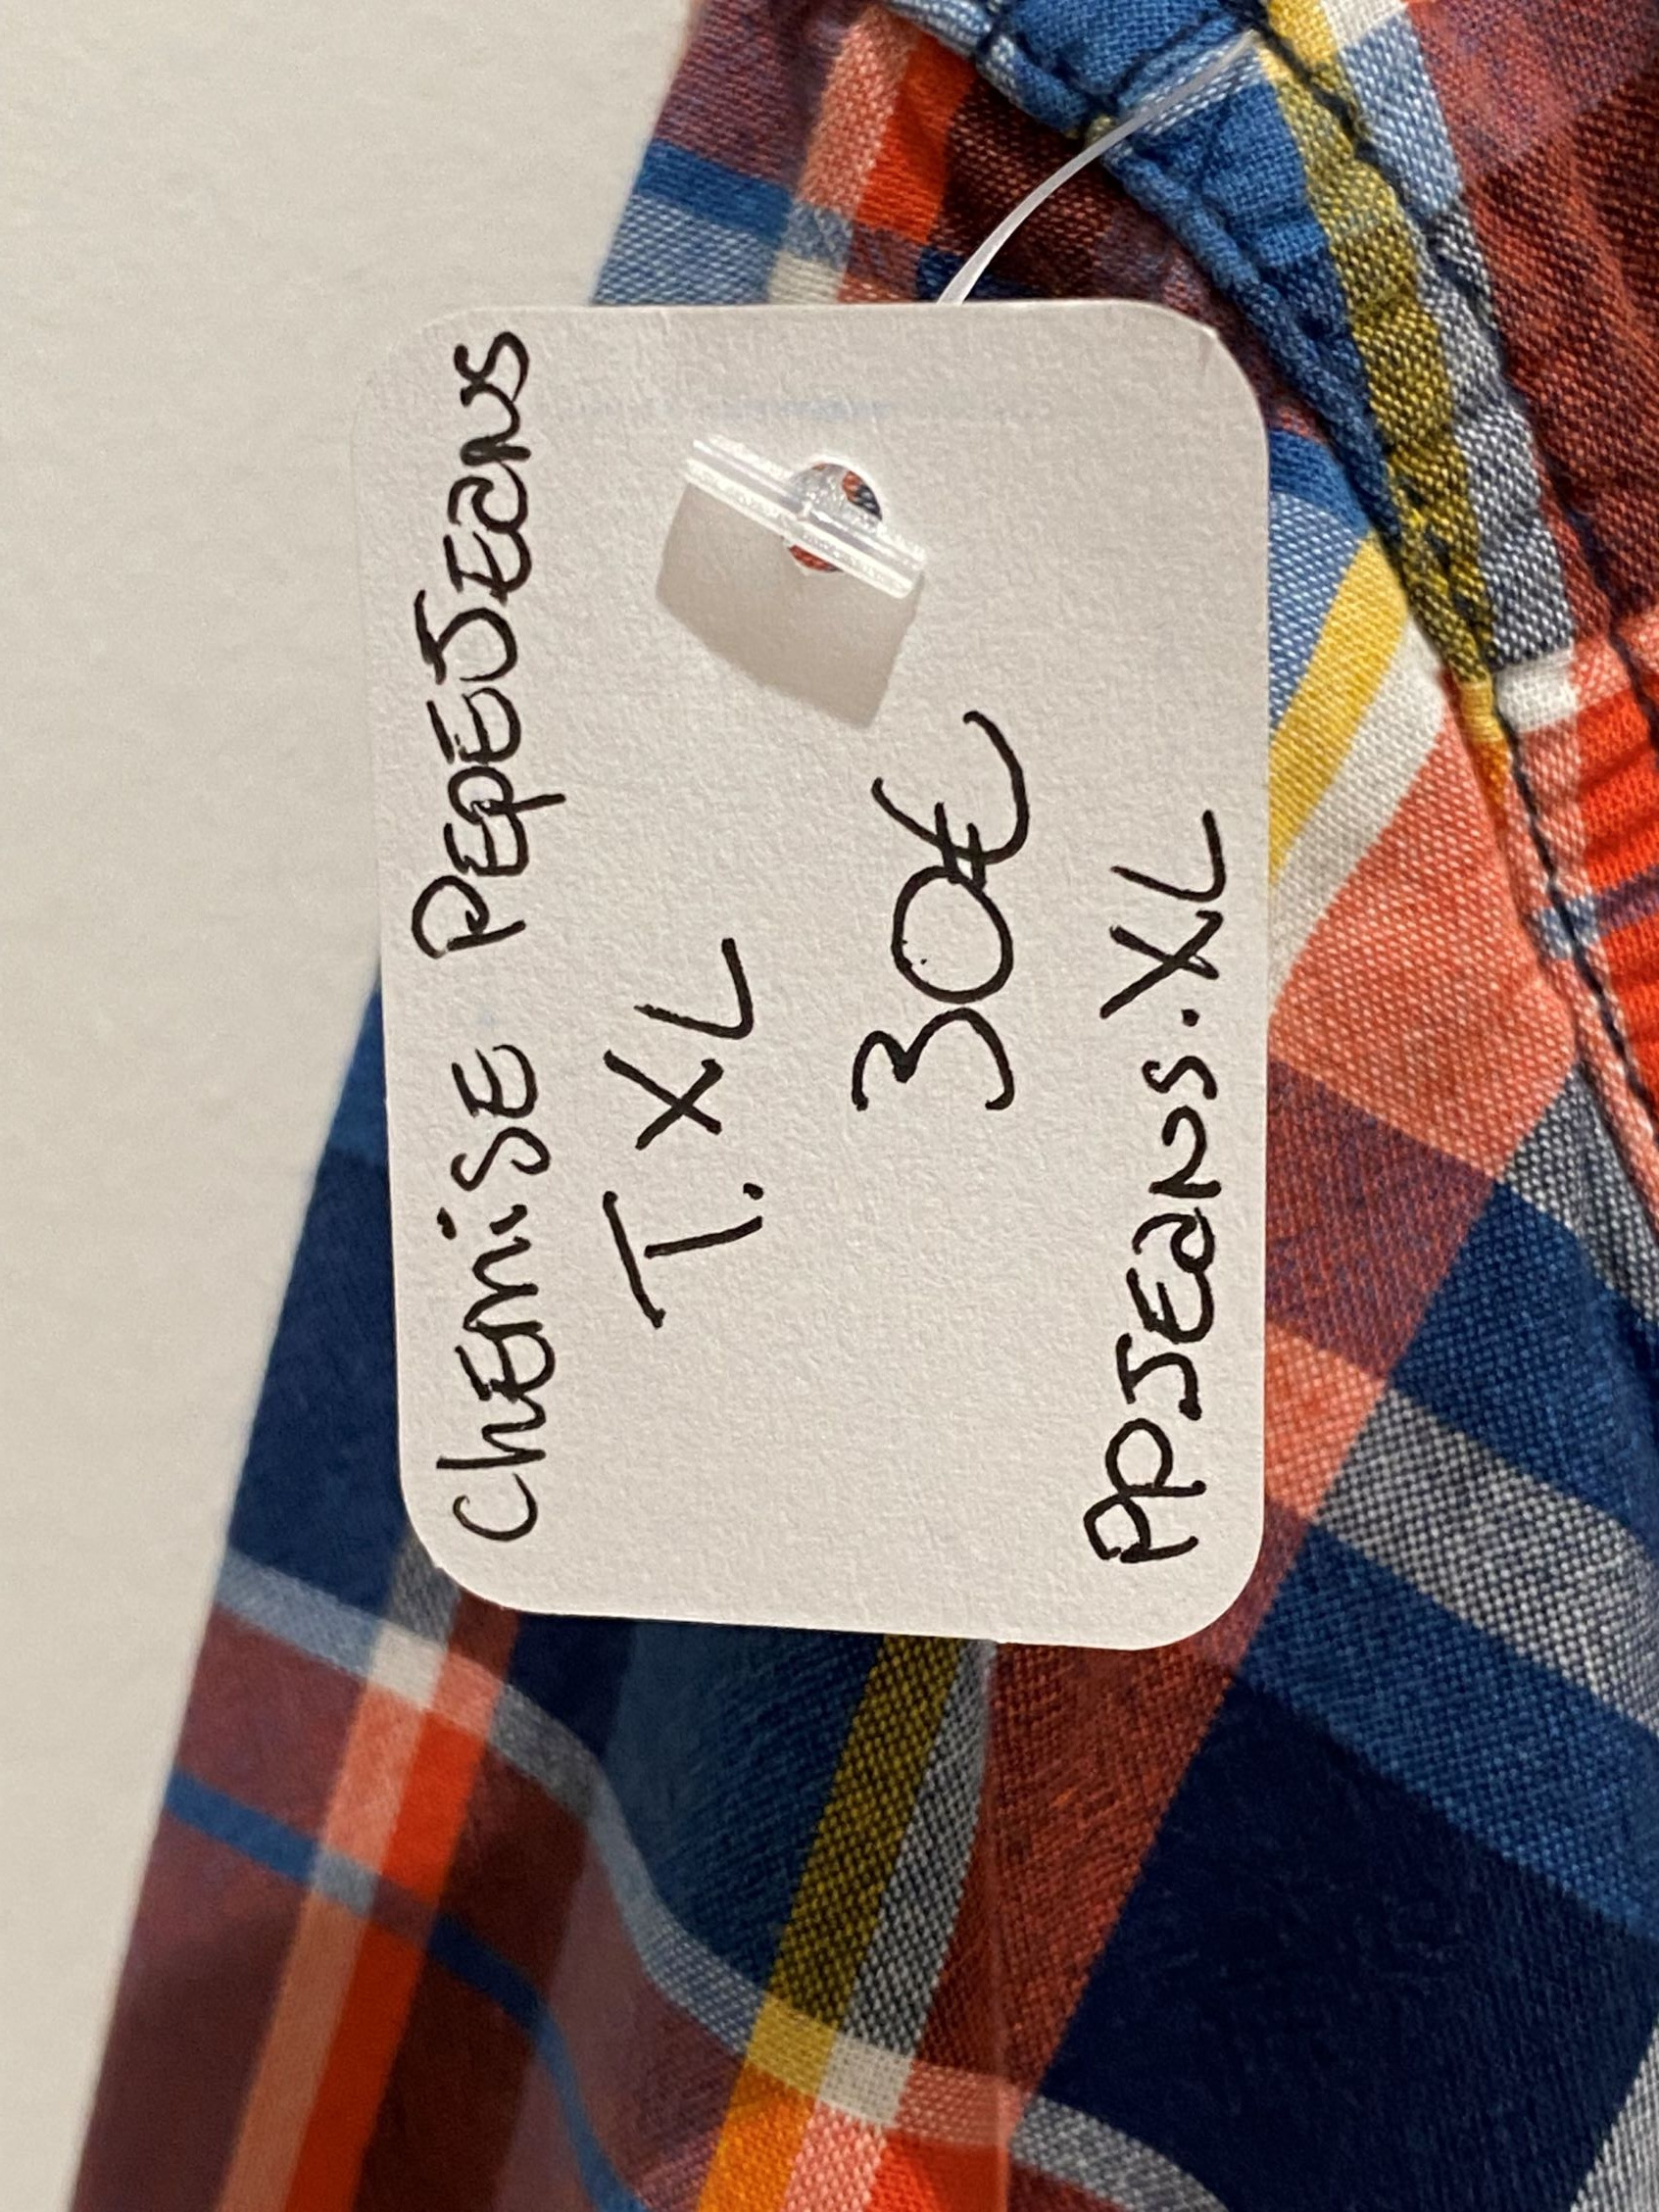 Chemise PepeJeans
T. XL
30€
PPJeans.XL